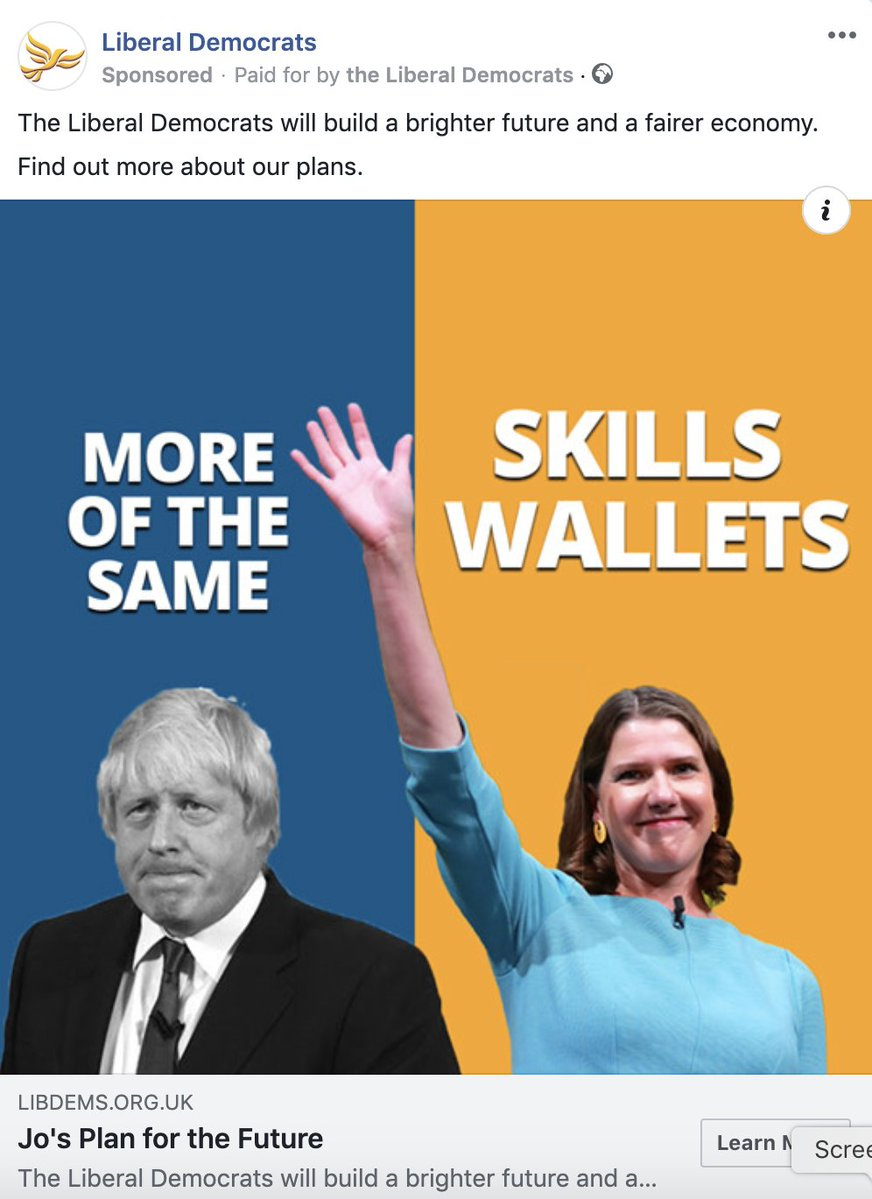 Liberal Democrats
Sponsored · Paid for by the Liberal Democrats ·
The Liberal Democrats will build a brighter future and a fairer economy.
Find out more about our plans.
i
MORE
OF THE
SAME
SKILLS
WALLETS
LIBDEMS.ORG.UK
Jo's Plan for the Future
The Liberal Democrats will build a brighter future and a...
Learn